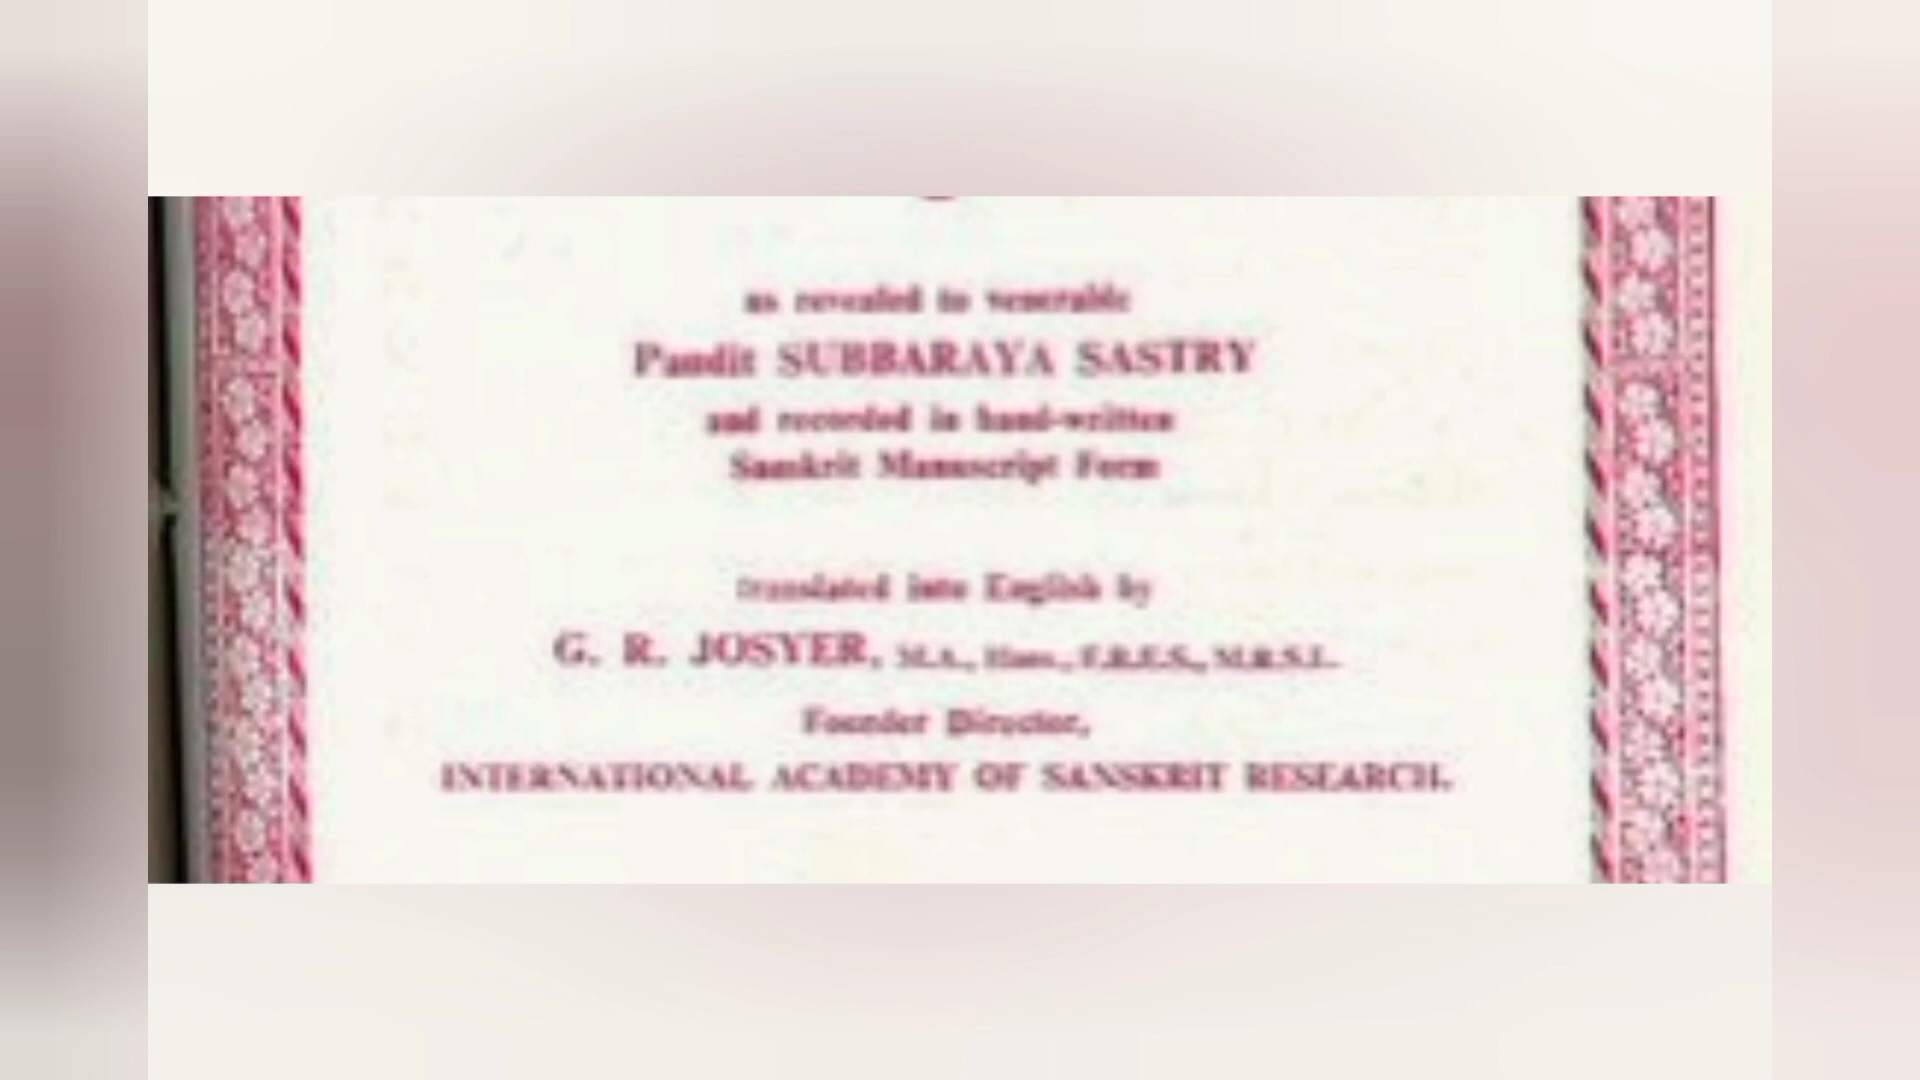 as revealed to venerable
Pandit SUBBARAYA SASTRY
and recorded in hand-written
Sanskrit Manuscript Form
translated into English by
G. R. JOSYER, M.A., Hons., F.R.E.S., M.R.S.L.
Founder Director,
INTERNATIONAL ACADEMY OF SANSKRIT RESEARCH.